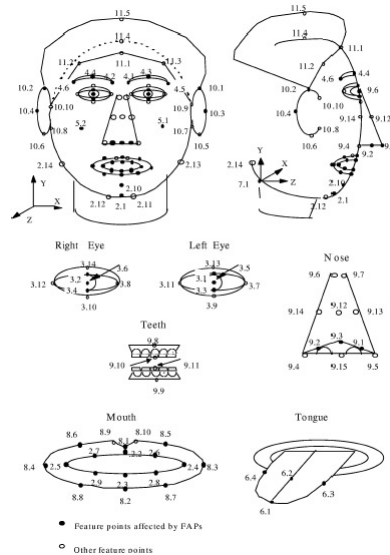 11.5
11.4
11.2 11.1 11.3
4.4 4.2 4.1 4.3
4.6 4.5
10.2 10.1
10.10 10.9
10.4 10.3
10.8 10.7
5.2 5.1
10.6 10.5
2.14 2.13
2.10
2.12 2.1 2.11
Y
X
Z
11.5
11.4
11.1
11.2
4.4
4.6
10.2 9.6
10.10
10.4 9.14 9.12
10.8
10.6 9.4 9.3
9.2
2.14 Y X
2.10
7.1 Z
2.12 2.1
Right Eye
3.14
3.6
3.12 3.2 3.8
3.4
3.10
Left Eye
3.13
3.5
3.11 3.1 3.7
3.3
3.9
Nose
9.6 9.7
9.14 9.12 9.13
9.3
9.2 9.1
9.4 9.15 9.5
Teeth
9.8
9.10 9.11
9.9
Mouth
8.9 8.10
8.6 8.1 8.5
2.7 2.2 2.6
8.4 2.5 2.4 8.3
2.9 2.3 2.8
8.8 8.2 8.7
Tongue
6.4 6.2
6.3
6.1
Feature points affected by FAPs
Other feature points